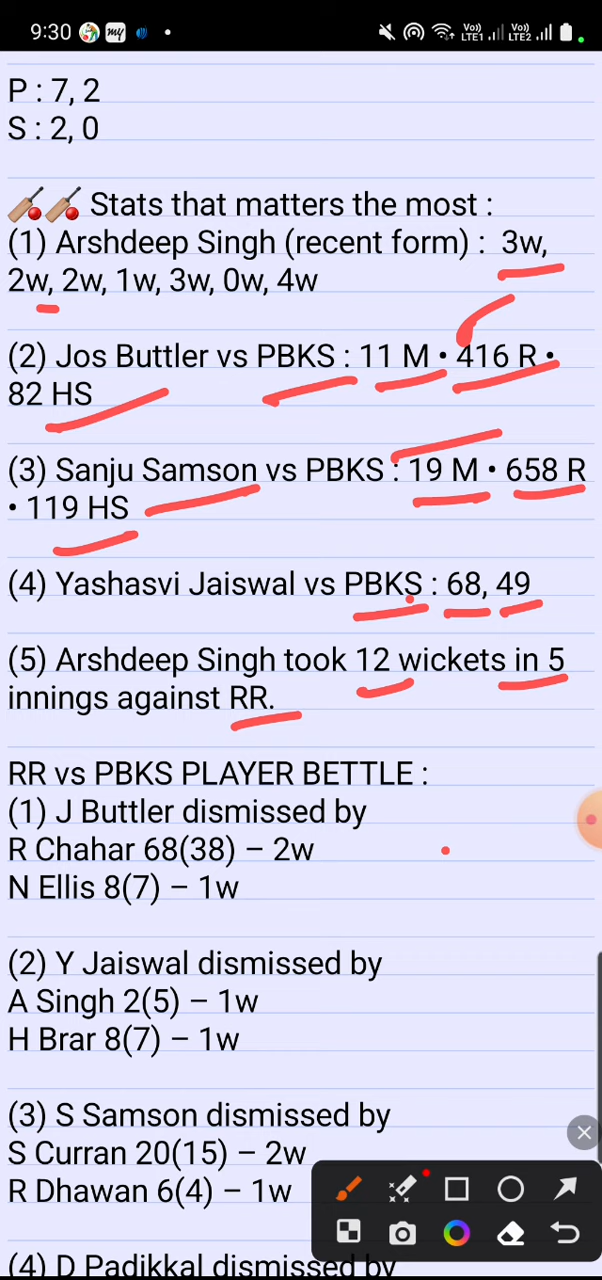 9:30 my Vo) LTE1 Vo) LTE2
P : 7, 2
S : 2, 0
🏏🏏 Stats that matters the most :
(1) Arshdeep Singh (recent form) : 3w,
2w, 2w, 1w, 3w, 0w, 4w
(2) Jos Buttler vs PBKS : 11 M • 416 R •
82 HS
(3) Sanju Samson vs PBKS : 19 M • 658 R
• 119 HS
(4) Yashasvi Jaiswal vs PBKS : 68, 49
(5) Arshdeep Singh took 12 wickets in 5
innings against RR.
RR vs PBKS PLAYER BETTLE :
(1) J Buttler dismissed by
R Chahar 68(38) – 2w
N Ellis 8(7) – 1w
(2) Y Jaiswal dismissed by
A Singh 2(5) – 1w
H Brar 8(7) – 1w
(3) S Samson dismissed by
S Curran 20(15) – 2w
R Dhawan 6(4) – 1w
(4) D Padikkal dismissed by